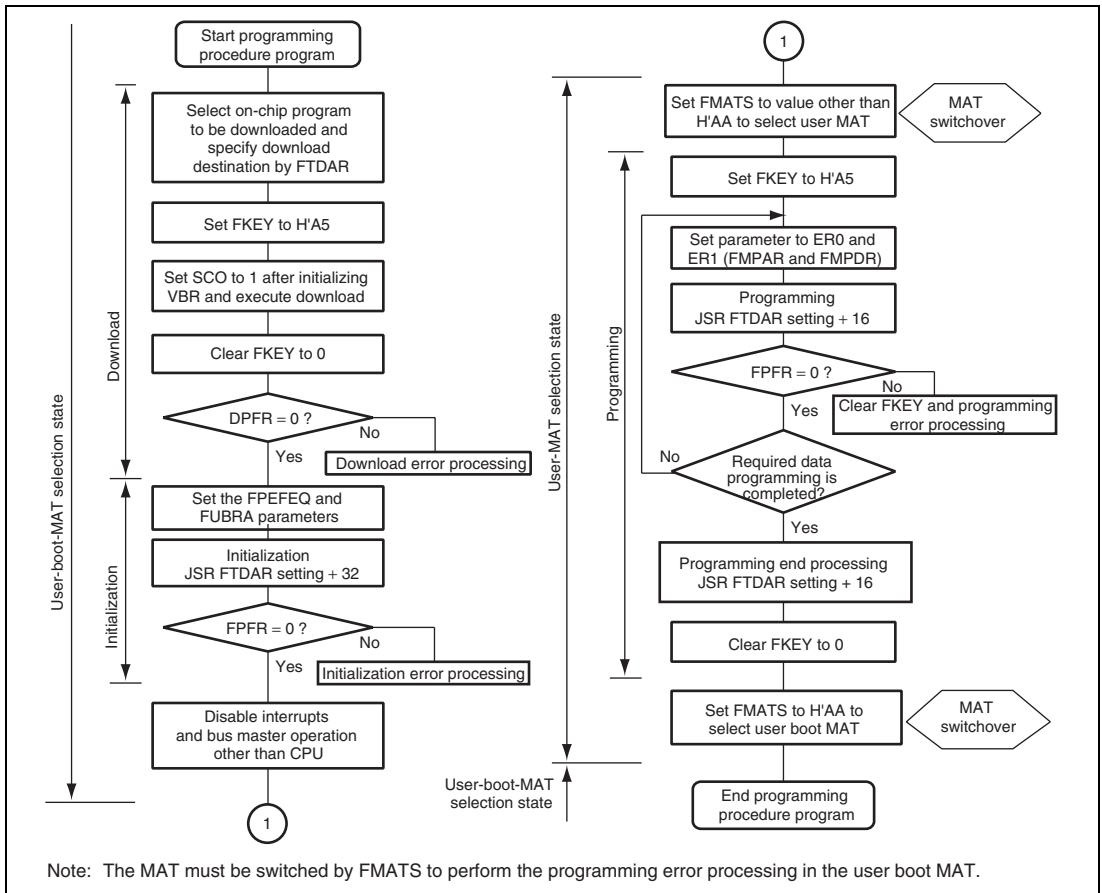 Start programming
procedure program
Select on-chip program
to be downloaded and
specify download
destination by FTDAR
Set FKEY to H'A5
Set SCO to 1 after initializing
VBR and execute download
Clear FKEY to 0
DPFR = 0 ?
No
Yes
Download error processing
Set the FPEFEQ and
FUBRA parameters
Initialization
JSR FTDAR setting + 32
FPFR = 0 ?
No
Yes
Initialization error processing
Disable interrupts
and bus master operation
other than CPU
1
Download
Initialization
User-boot-MAT selection state
1
Set FMATS to value other than
H'AA to select user MAT
MAT
switchover
Set FKEY to H'A5
Set parameter to ER0 and
ER1 (FMPAR and FMPDR)
Programming
JSR FTDAR setting + 16
FPFR = 0 ?
No
Yes
Clear FKEY and programming
error processing
No
Required data
programming is
completed?
Yes
Programming end processing
JSR FTDAR setting + 16
Clear FKEY to 0
Set FMATS to H'AA to
select user boot MAT
MAT
switchover
End programming
procedure program
Programming
User-MAT selection state
User-boot-MAT
selection state
Note: The MAT must be switched by FMATS to perform the programming error processing in the user boot MAT.